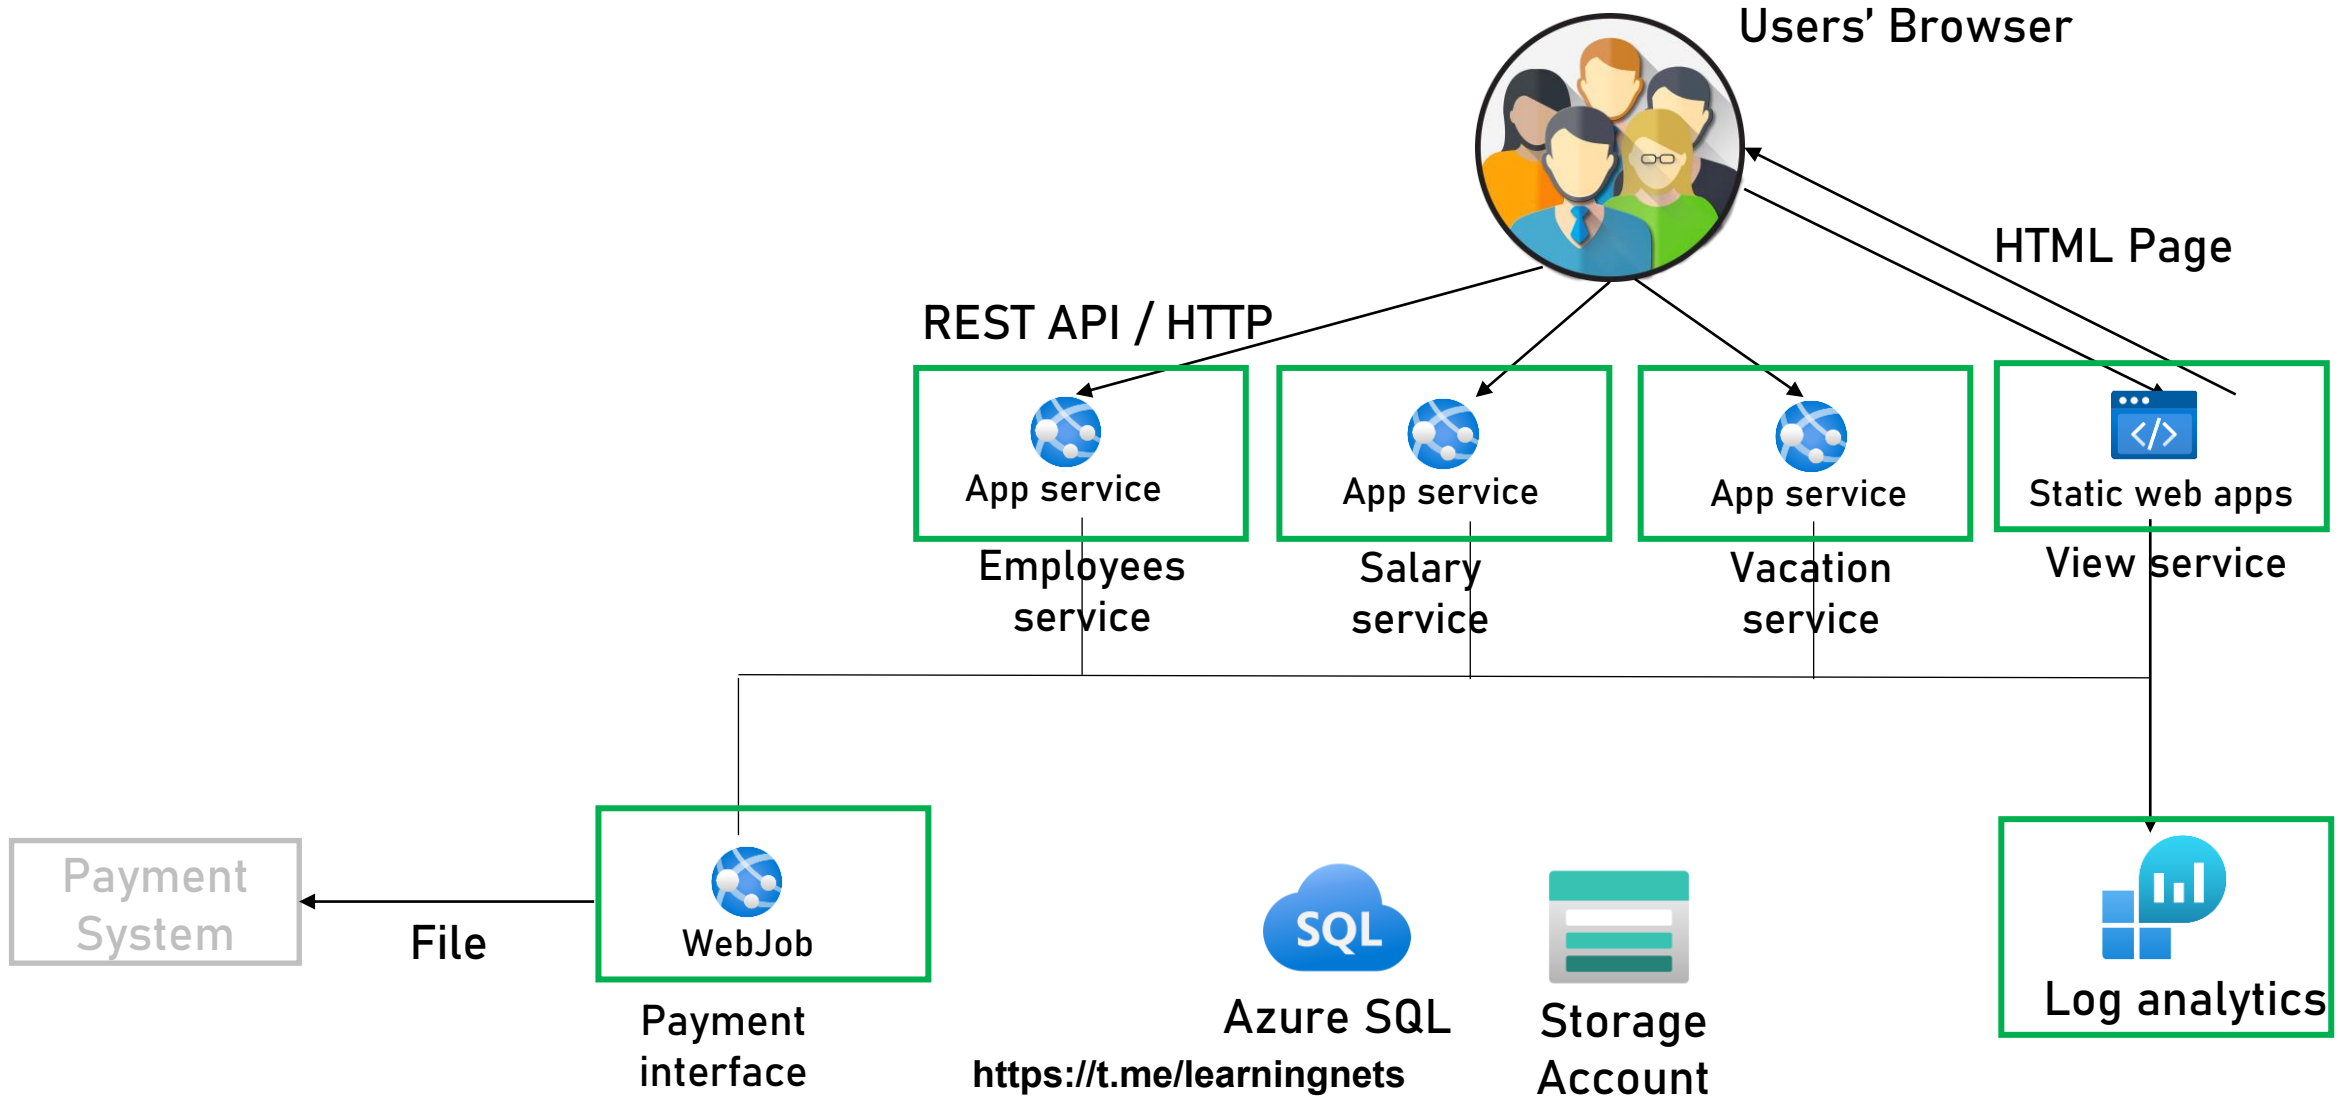 Users’ Browser
HTML Page
REST API / HTTP
App service
App service
App service
Static web apps
Employees
service
Salary
service
Vacation
service
View service
Payment
System
File
WebJob
Payment
interface
SQL
Azure SQL
Storage
Account
Log analytics
https://t.me/learningnets